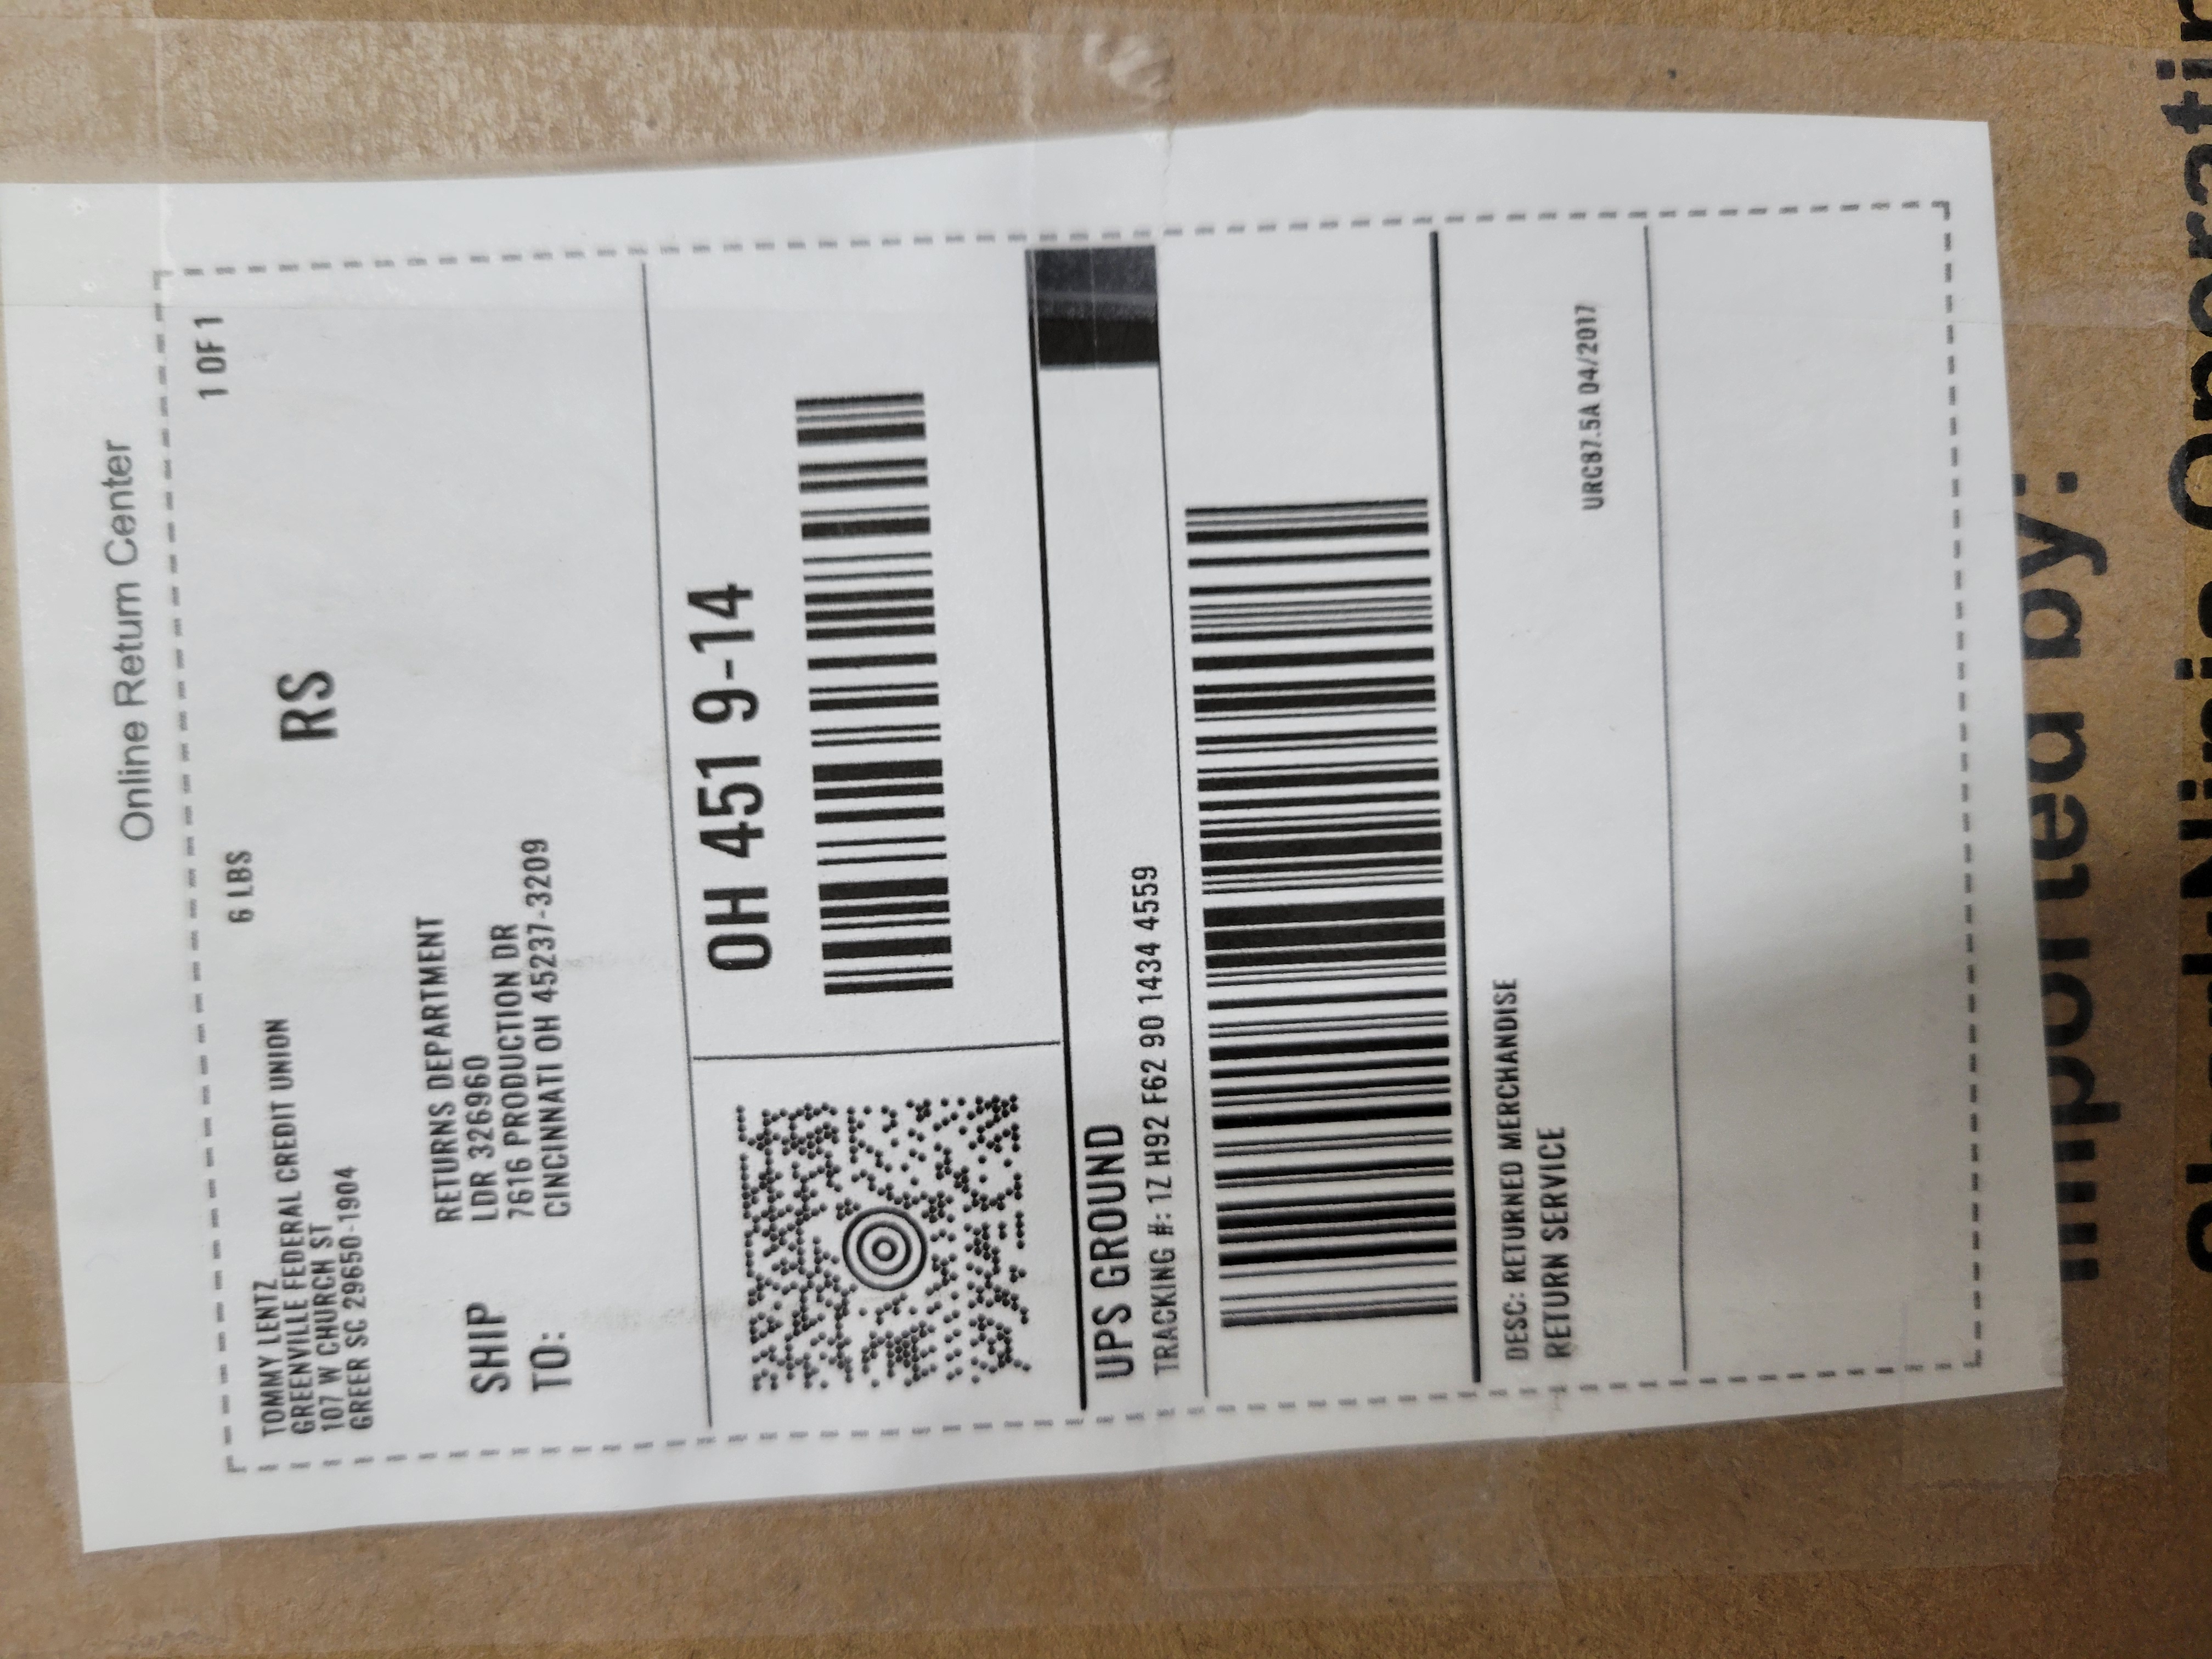 Online Return Center
6 LBS
1 OF 1
TOMMY LENTZ
GREENVILLE FEDERAL CREDIT UNION
107 W CHURCH ST
GREER SC 29650-1904
RS
RETURNS DEPARTMENT
LDR 326960
7616 PRODUCTION DR
CINCINNATI OH 45237-3209
SHIP
TO:
OH 451 9-14
UPS GROUND
TRACKING #: 1Z H92 F62 90 1434 4559
DESC: RETURNED MERCHANDISE
RETURN SERVICE
URC87.5A 04/2017
by: